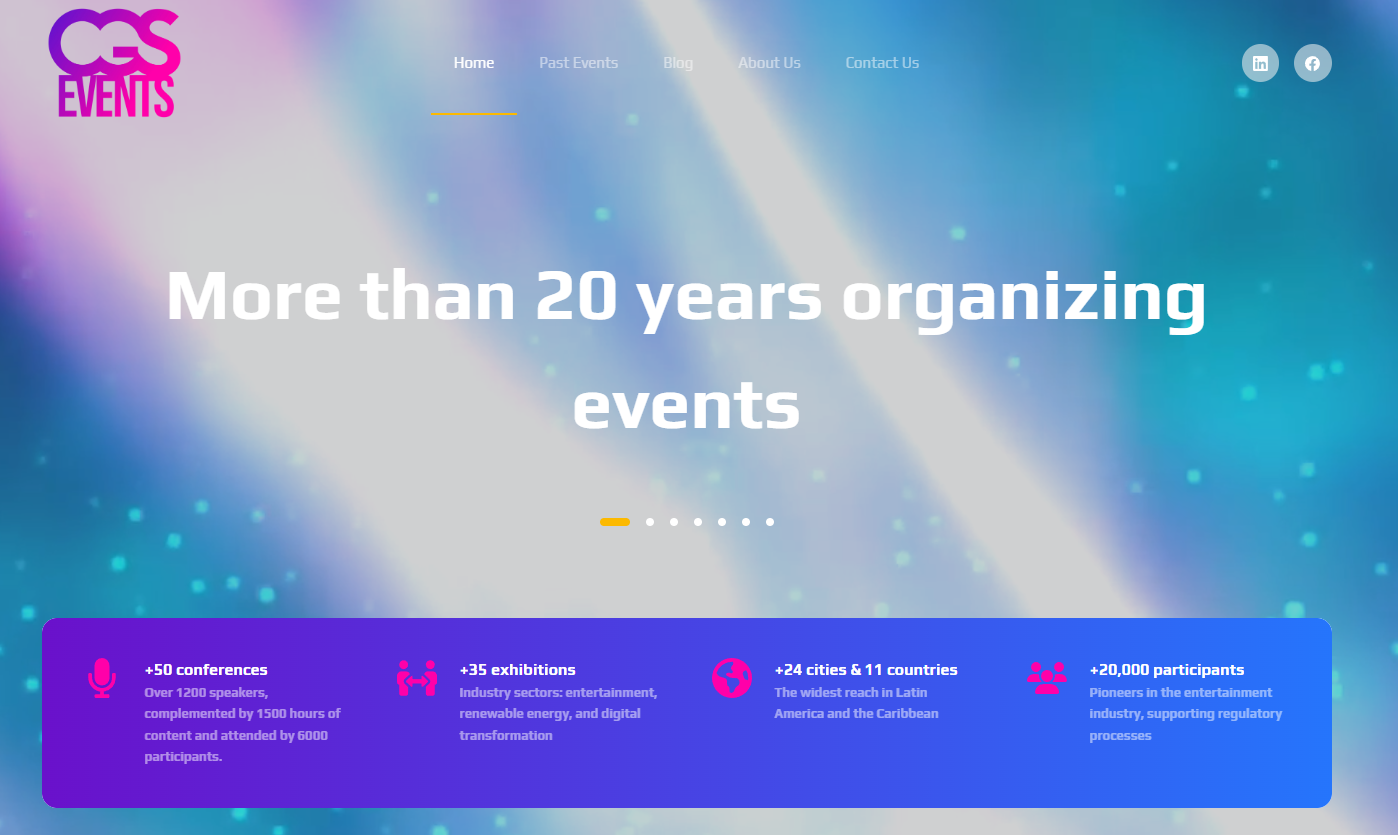 CGS
EVENTS
Home Past Events Blog About Us Contact Us
More than 20 years organizing
events
+50 conferences
Over 1200 speakers,
complemented by 1500 hours of
content and attended by 6000
participants.
+35 exhibitions
Industry sectors: entertainment,
renewable energy, and digital
transformation
+24 cities & 11 countries
The widest reach in Latin
America and the Caribbean
+20,000 participants
Pioneers in the entertainment
industry, supporting regulatory
processes